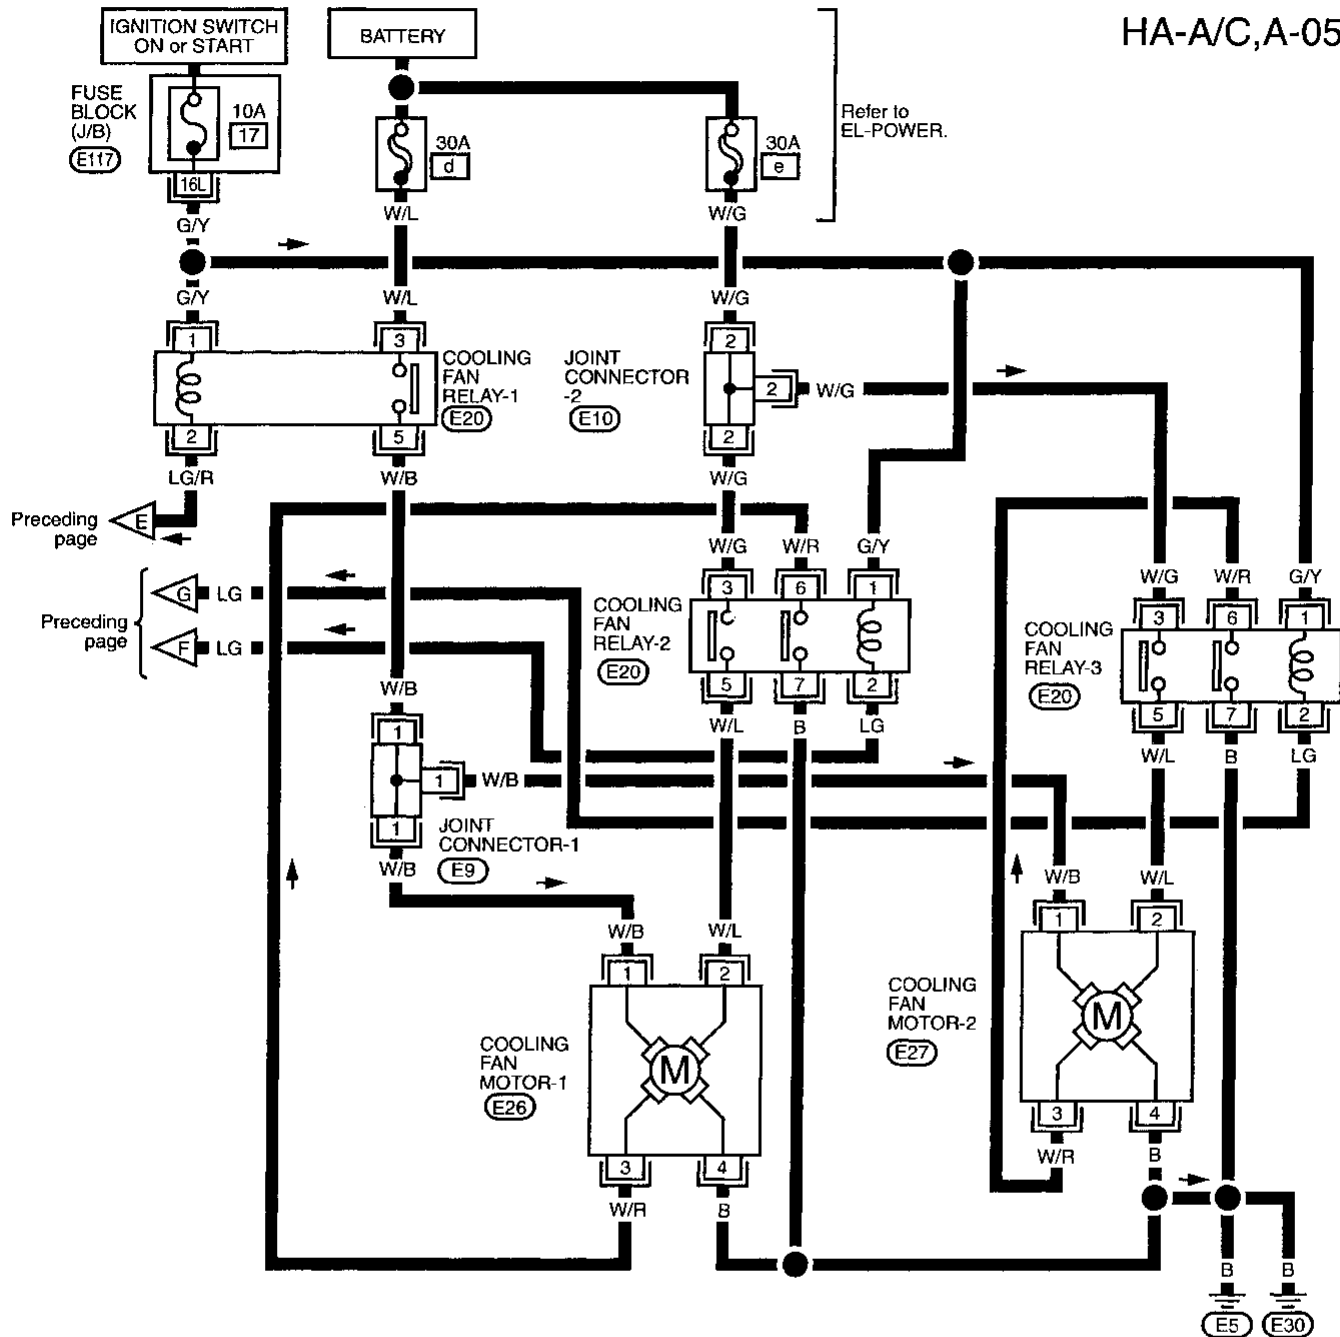 HA-A/C,A-05
IGNITION SWITCH
ON or START
BATTERY
FUSE
BLOCK
(J/B)
E117
10A
17
30A
d
30A
e
Refer to
EL-POWER.
16L
G/Y
W/L
W/G
G/Y
W/L
W/G
1
3
COOLING
FAN
RELAY-1
E20
2
5
JOINT
CONNECTOR
-2
E10
2
2
W/G
2
LG/R
W/B
W/G
Preceding
page
E
W/G
W/R
G/Y
W/G
W/R
G/Y
Preceding
page
G
LG
F
LG
COOLING
FAN
RELAY-2
E20
3
6
1
5
7
2
W/L
B
LG
COOLING
FAN
RELAY-3
E20
3
6
1
5
7
2
W/L
B
LG
W/B
1
1
W/B
1
JOINT
CONNECTOR-1
E9
W/B
W/B
W/L
W/B
W/L
COOLING
FAN
MOTOR-1
E26
1
2
M
3
4
W/R
B
COOLING
FAN
MOTOR-2
E27
1
2
M
3
4
W/R
B
B
B
E5
E30